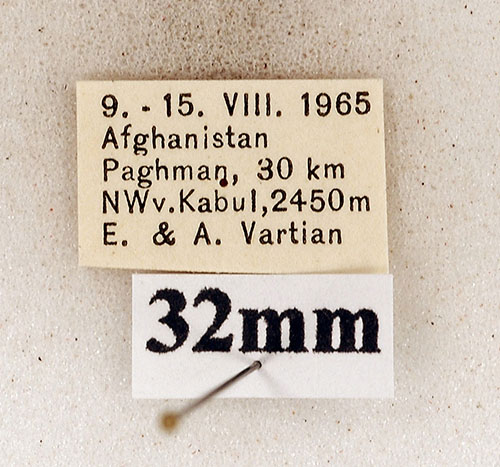 9. - 15. VIII. 1965
Afghanistan
Paghman, 30 km
NWv.Kabul,2450m
E. & A. Vartian
32mm